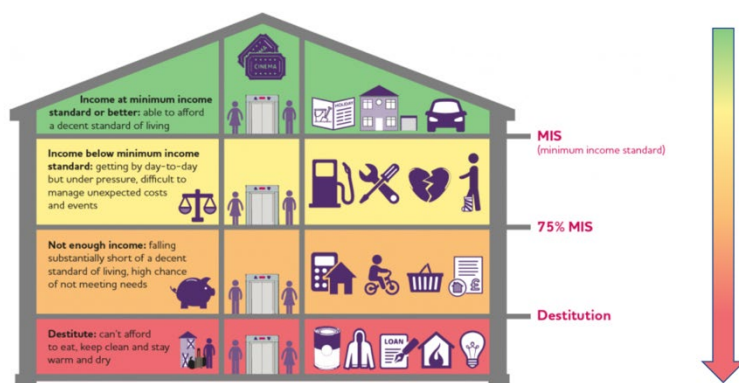 CINEMA
Income at minimum income
standard or better: able to afford
a decent standard of living
HOLIDAY
MIS
(minimum income standard)
Income below minimum income
standard: getting by day-to-day
but under pressure, difficult to
manage unexpected costs
and events
75% MIS
Not enough income: falling
substantially short of a decent
standard of living, high chance
of not meeting needs
£
Destitution
Destitute: can't afford
to eat, keep clean and stay
warm and dry
LOAN